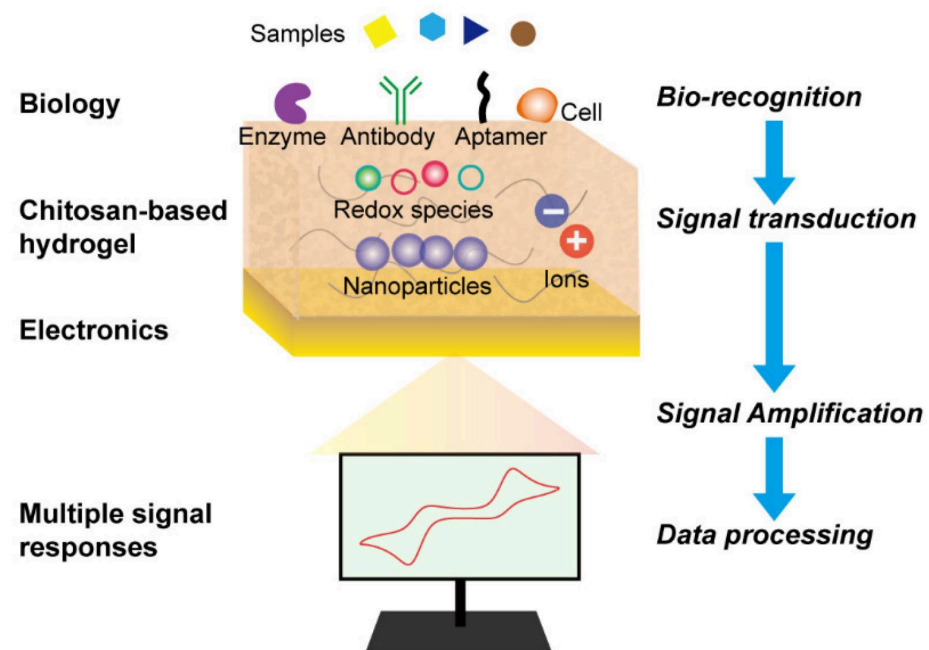 Samples
Biology
Enzyme
Antibody
Aptamer
Cell
Bio-recognition
Chitosan-based
hydrogel
Redox species
Nanoparticles
Ions
Signal transduction
Electronics
Signal Amplification
Multiple signal
responses
Data processing